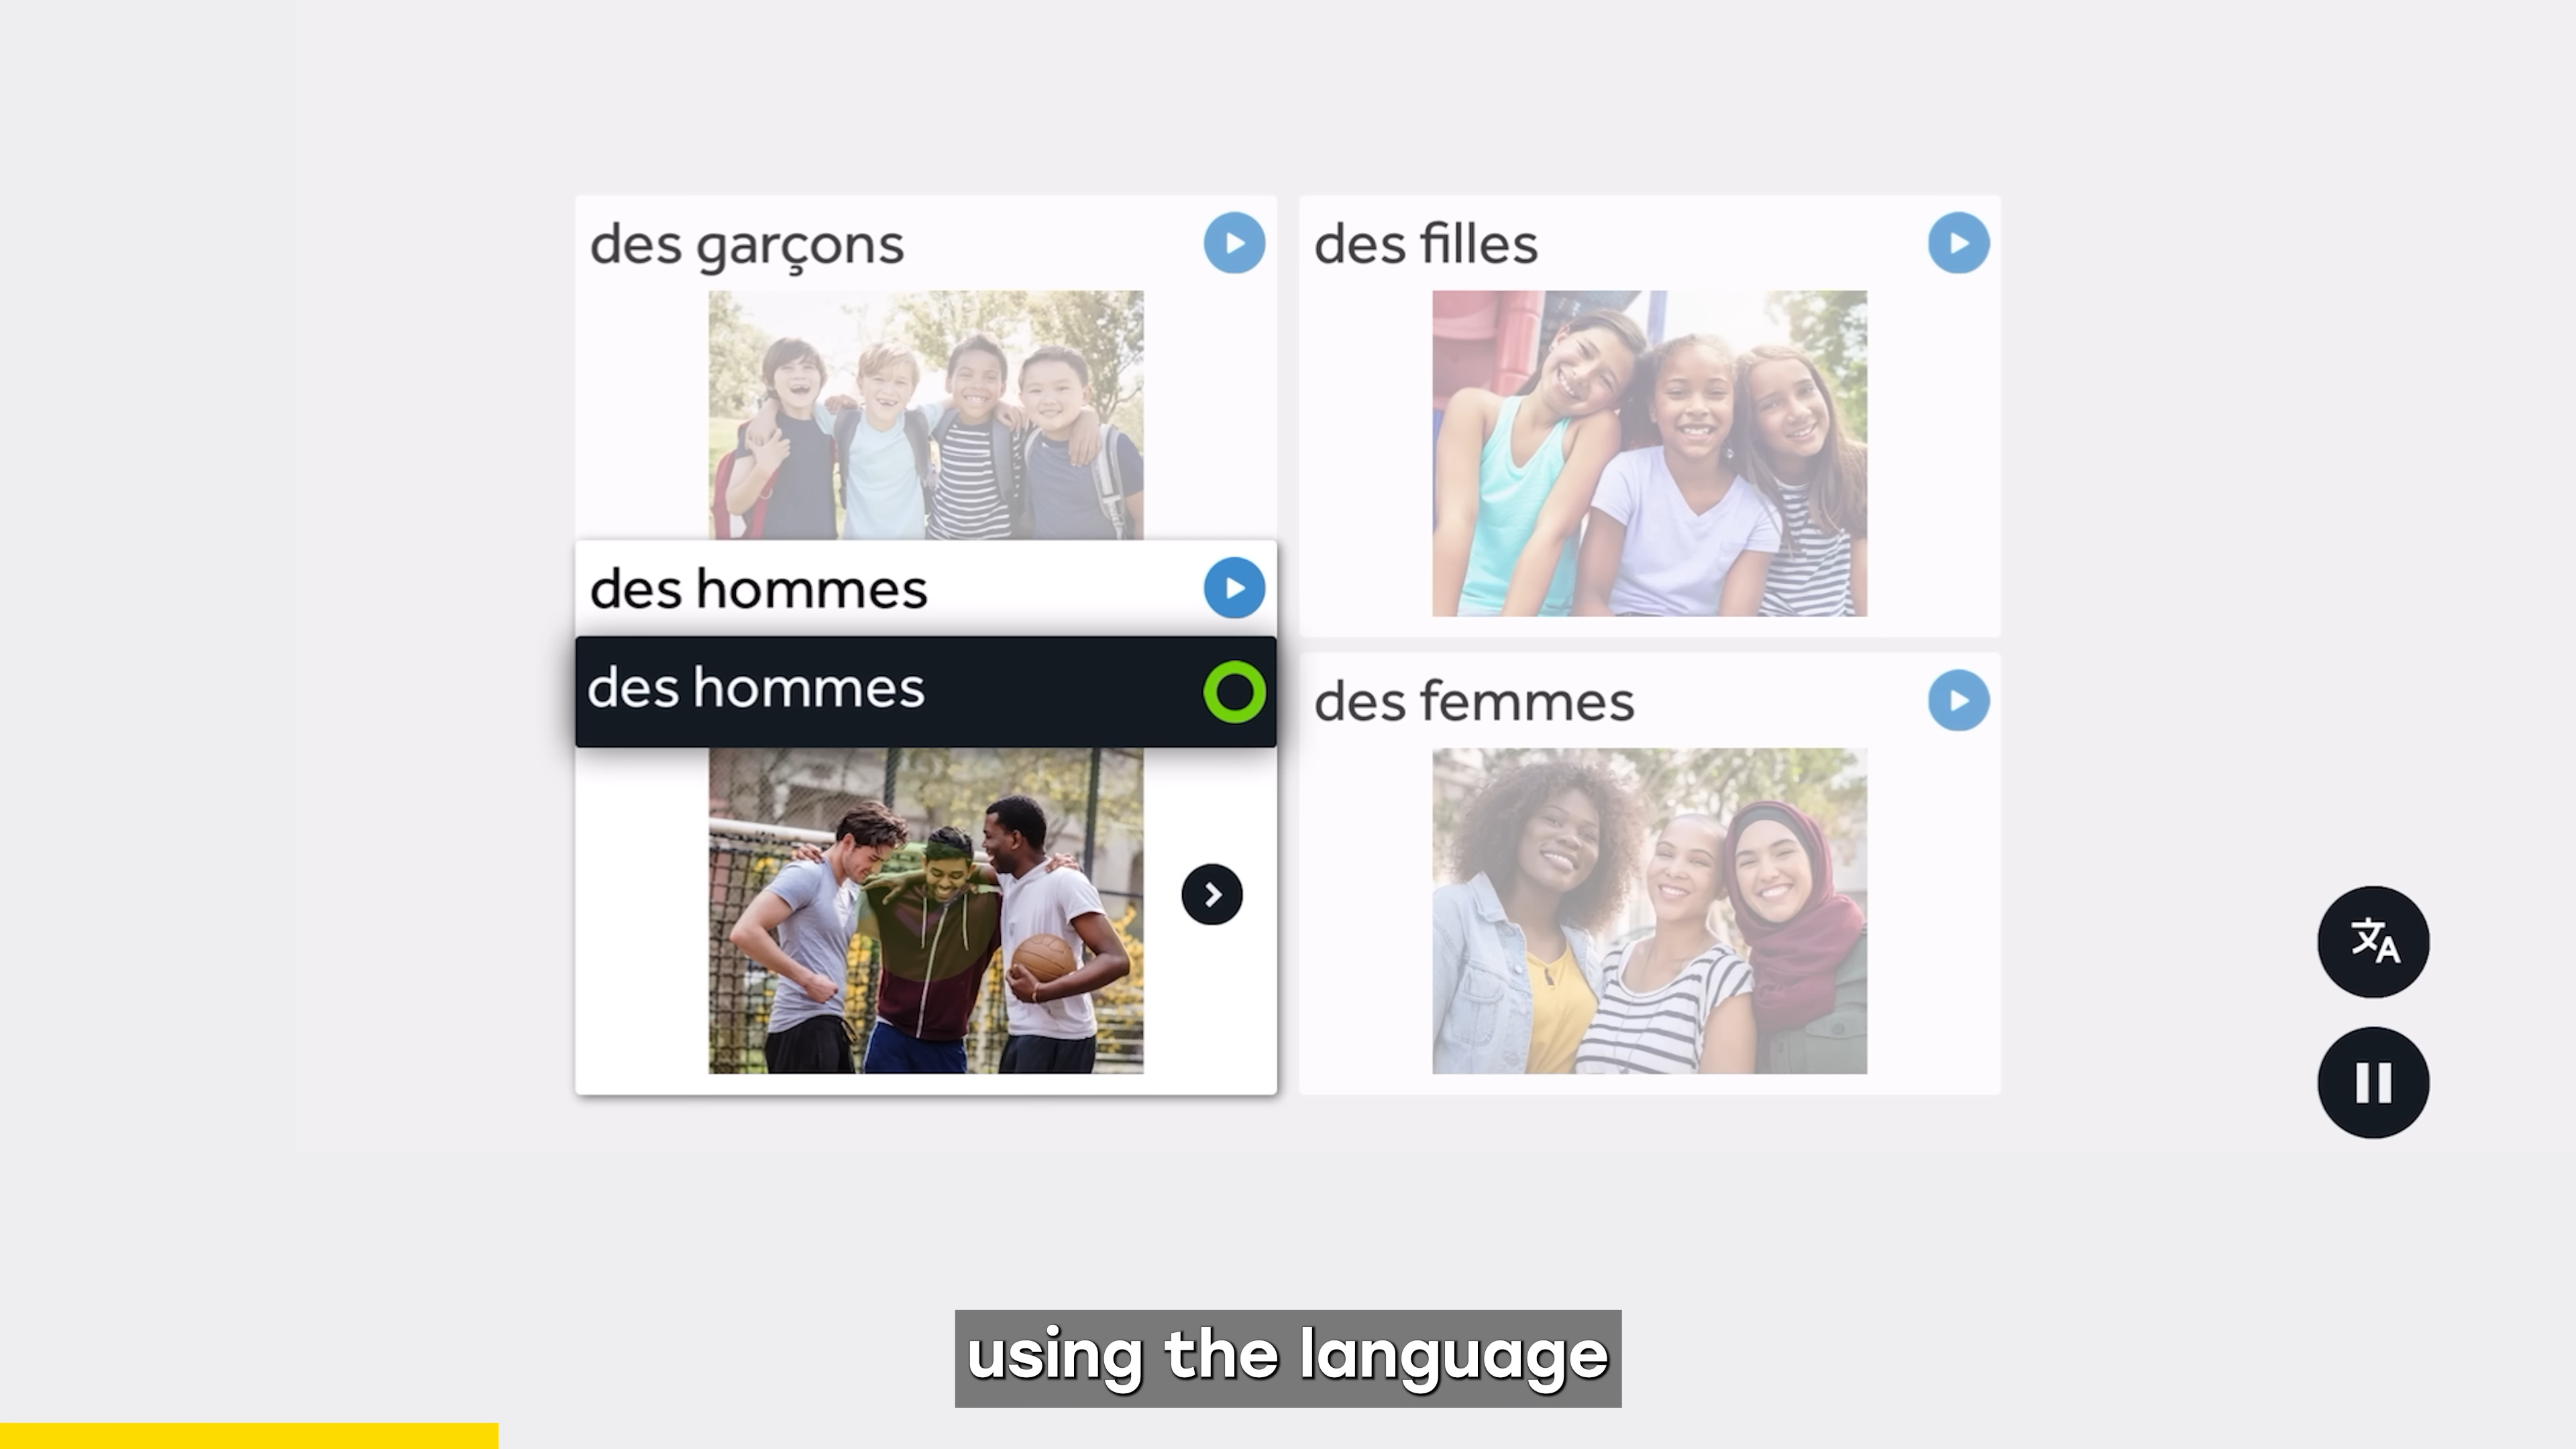 des garçons
des filles
des hommes
des hommes
des femmes
using the language